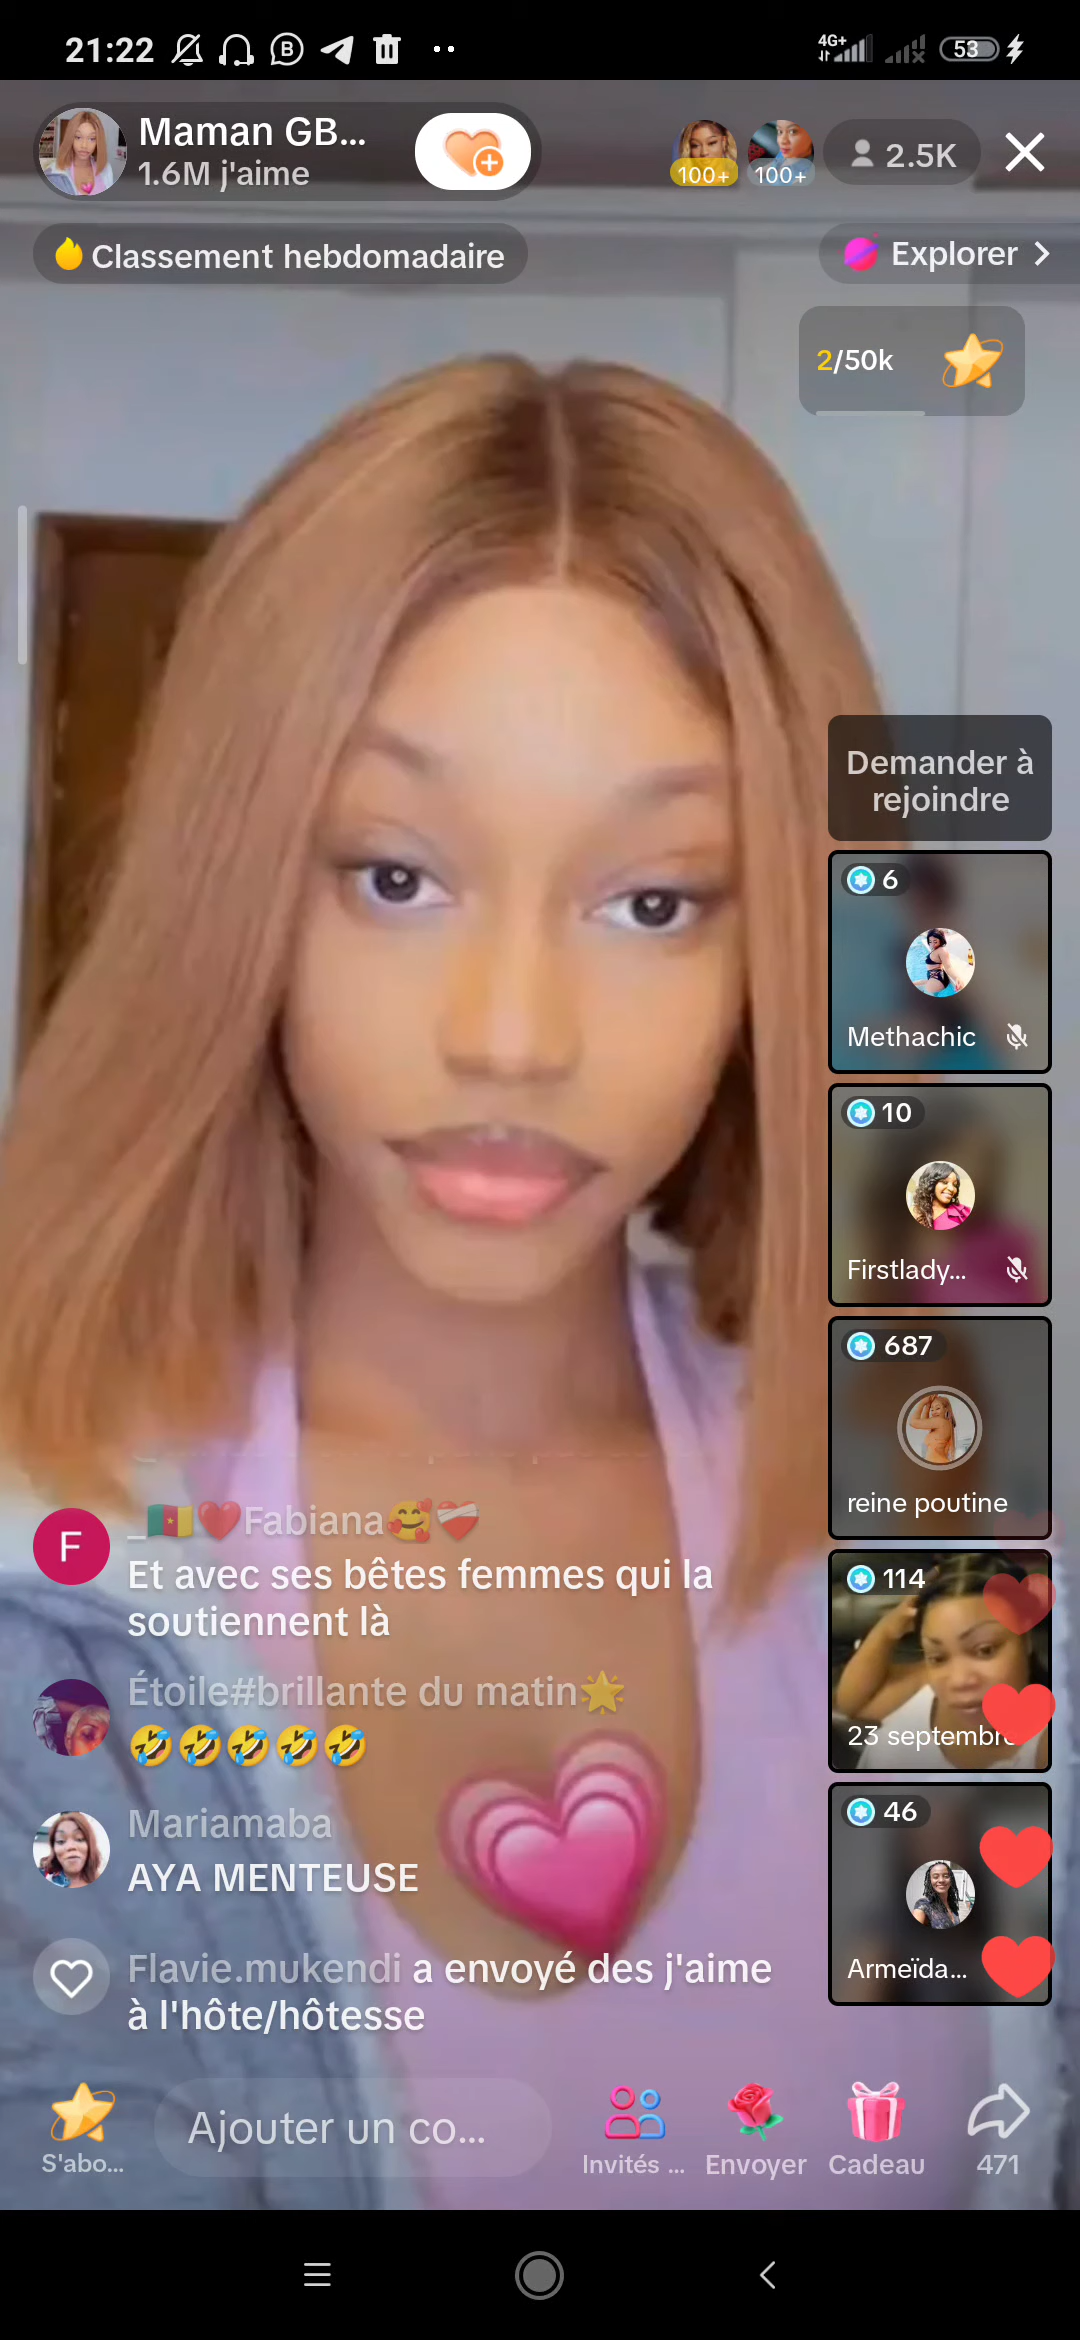 21:22
4G+
53
Maman GB...
1.6M j'aime
100+
100+
2.5K
Classement hebdomadaire
Explorer
2/50k
Demander à
rejoindre
6
Methachic
10
Firstlady...
687
reine poutine
114
23 septembre
46
Armeïda...
_🇨🇲❤️Fabiana🥰❤️‍🩹
F
Et avec ses bêtes femmes qui la
soutiennent là
Étoile#brillante du matin🌟
🤣🤣🤣🤣🤣
Mariamaba
AYA MENTEUSE
Flavie.mukendi a envoyé des j'aime
à l'hôte/hôtesse
S'abo...
Ajouter un co...
Invités ...
Envoyer
Cadeau
471